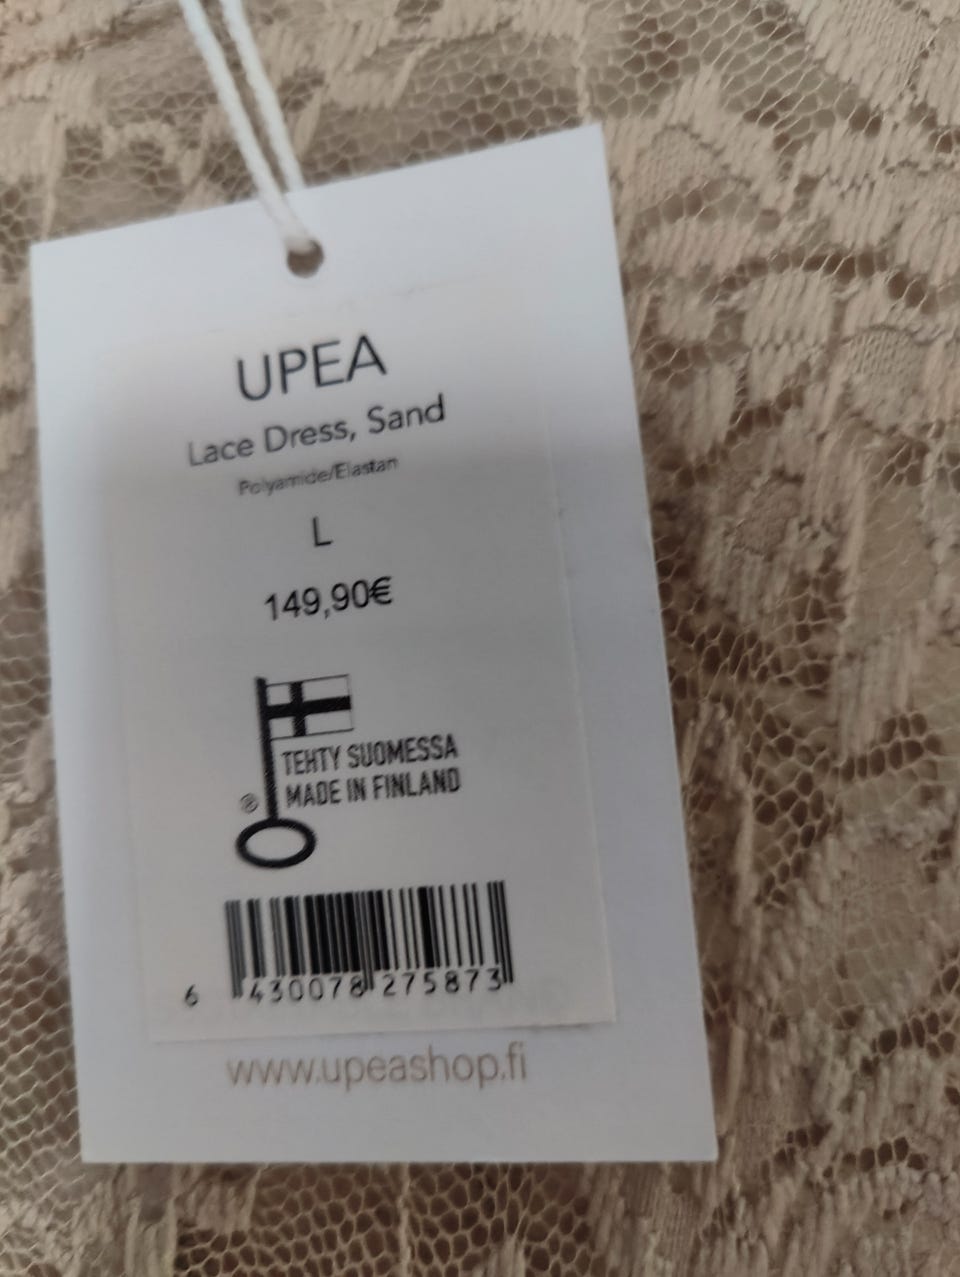 UPEA
Lace Dress, Sand
Polyamide/Elastan
L
149,90€
TEHTY SUOMESSA
MADE IN FINLAND
®
6 430078 275873
www.upeashop.fi